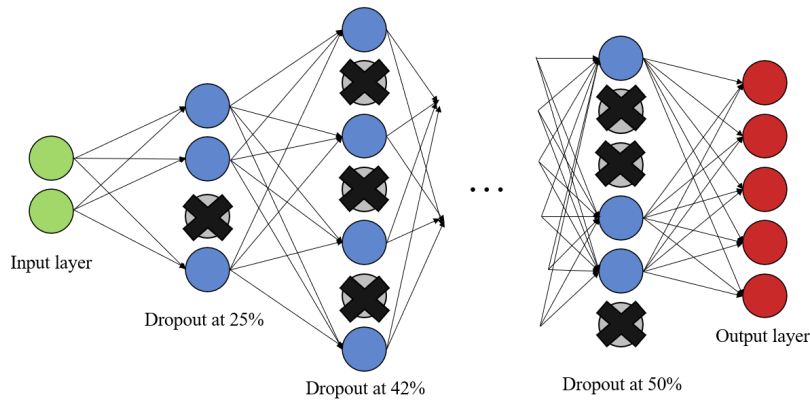 Input layer
Dropout at 25%
Dropout at 42%
...
Dropout at 50%
Output layer